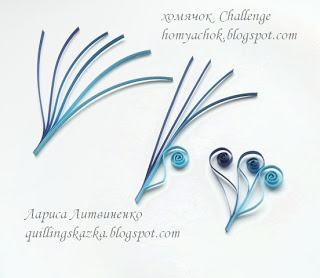 хомячок Challenge
homyachok.blogspot.com
Лариса Литвиненко
quillingskazka.blogspot.com